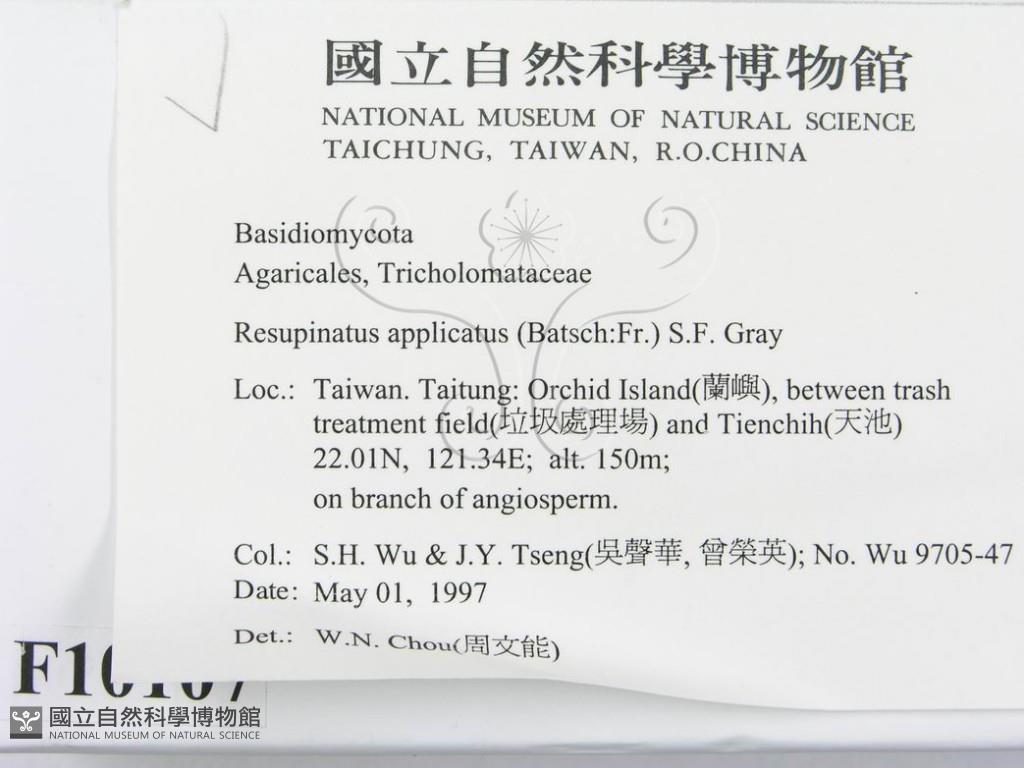 國立自然科學博物館
NATIONAL MUSEUM OF NATURAL SCIENCE
TAICHUNG, TAIWAN, R.O.CHINA
Basidiomycota
Agaricales, Tricholomataceae
Resupinatus applicatus (Batsch:Fr.) S.F. Gray
Loc.: Taiwan. Taitung: Orchid Island(蘭嶼), between trash
treatment field(垃圾處理場) and Tienchih(天池)
22.01N, 121.34E; alt. 150m;
on branch of angiosperm.
Col.: S.H. Wu & J.Y. Tseng(吳聲華, 曾榮英); No. Wu 9705-47
Date: May 01, 1997
Det.: W.N. Chou(周文能)
國立自然科學博物館
NATIONAL MUSEUM OF NATURAL SCIENCE